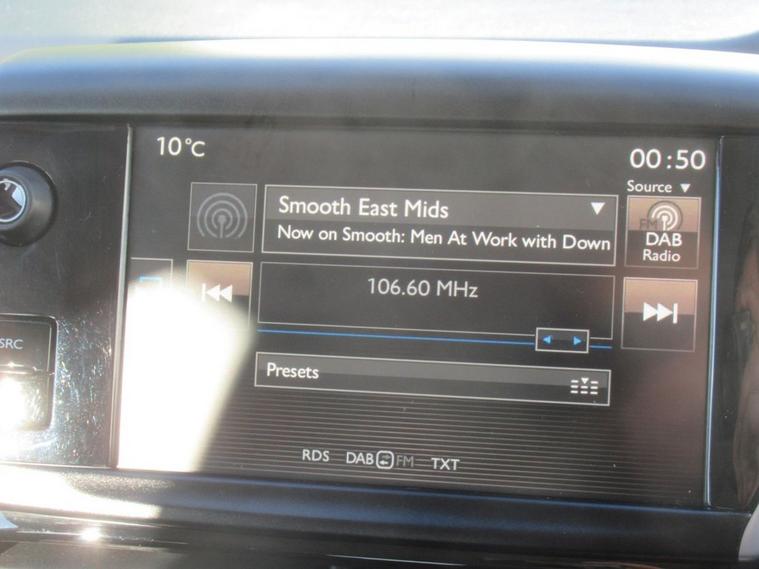 10°C
00:50
Source ▼
Smooth East Mids
Now on Smooth: Men At Work with Down
FM
DAB
Radio
106.60 MHz
SRC
Presets
RDS DAB FM TXT